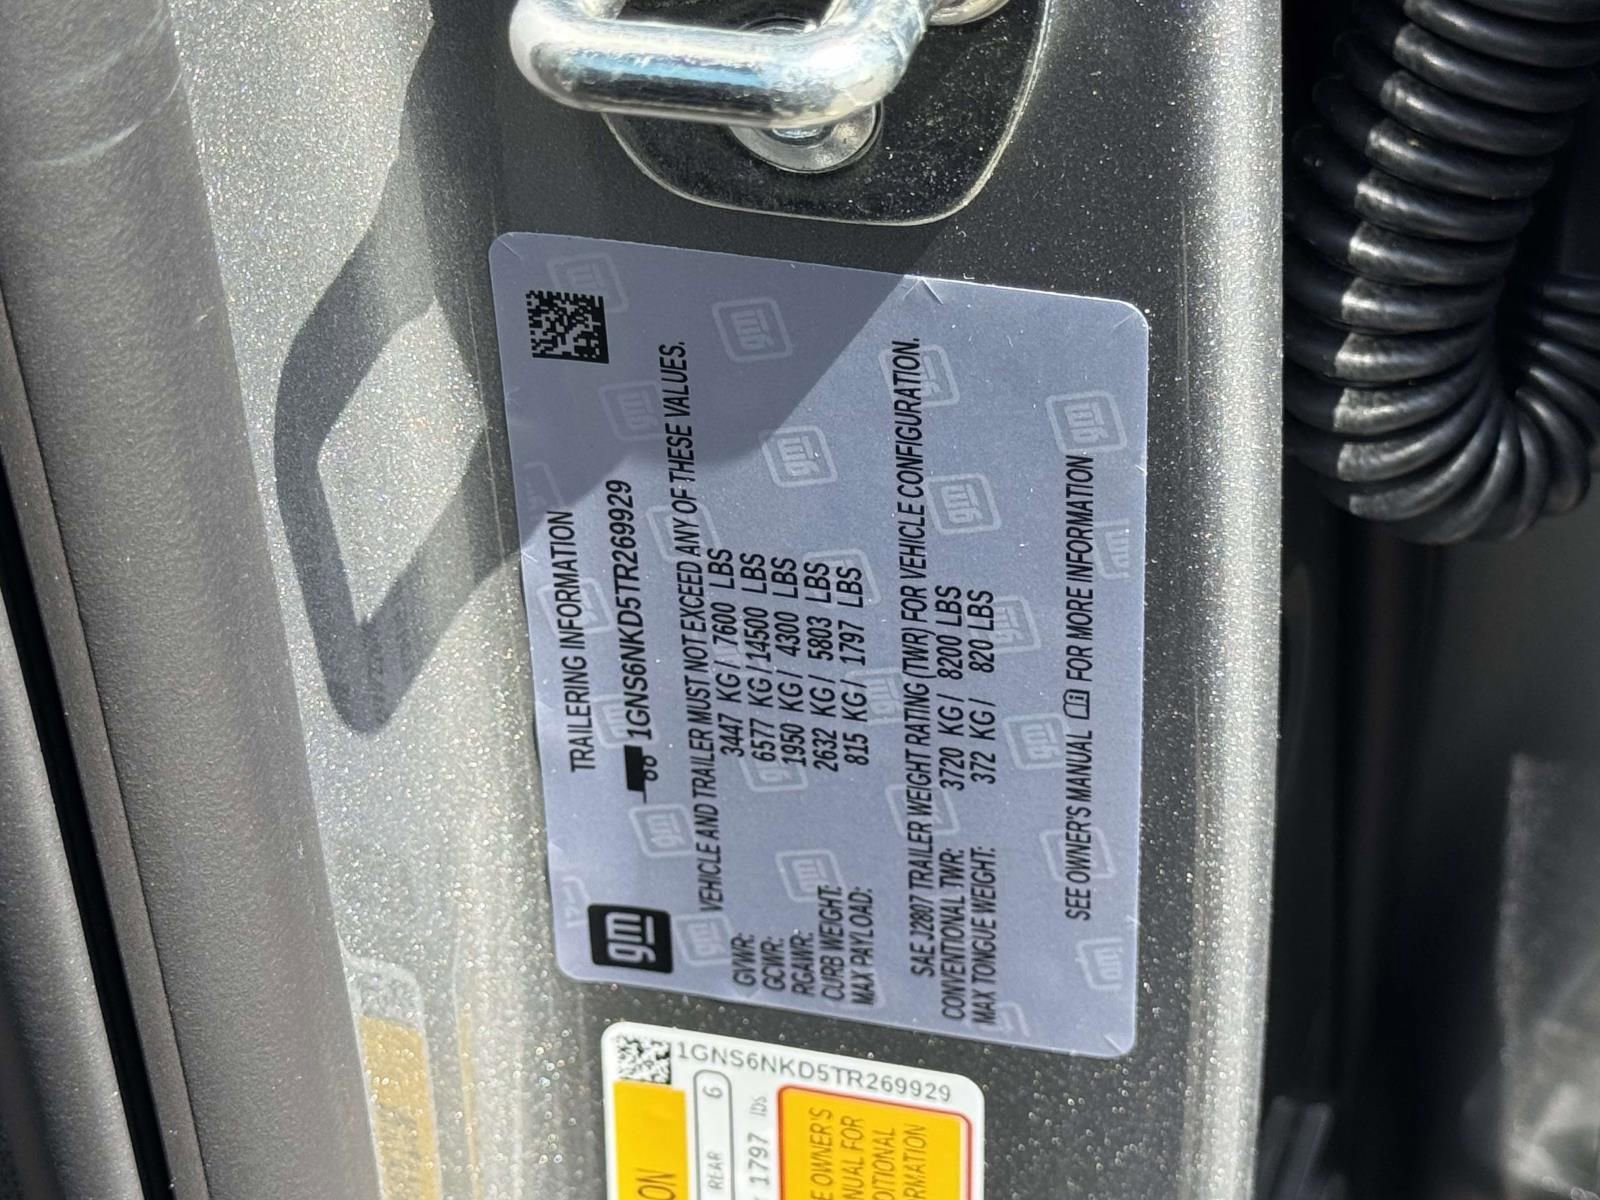 gm
TRAILERING INFORMATION
1GNS6NKD5TR269929
VEHICLE AND TRAILER MUST NOT EXCEED ANY OF THESE VALUES.
GVWR: 3447 KG / 7600 LBS
GCWR: 6577 KG / 14500 LBS
RGAWR: 1950 KG / 4300 LBS
CURB WEIGHT: 2632 KG / 5803 LBS
MAX PAYLOAD: 815 KG / 1797 LBS
SAE J2807 TRAILER WEIGHT RATING (TWR) FOR VEHICLE CONFIGURATION.
CONVENTIONAL TWR: 3720 KG / 8200 LBS
MAX TONGUE WEIGHT: 372 KG / 820 LBS
SEE OWNER'S MANUAL FOR MORE INFORMATION
1GNS6NKD5TR269929
REAR 6
1797 lbs
OWNER'S
FOR